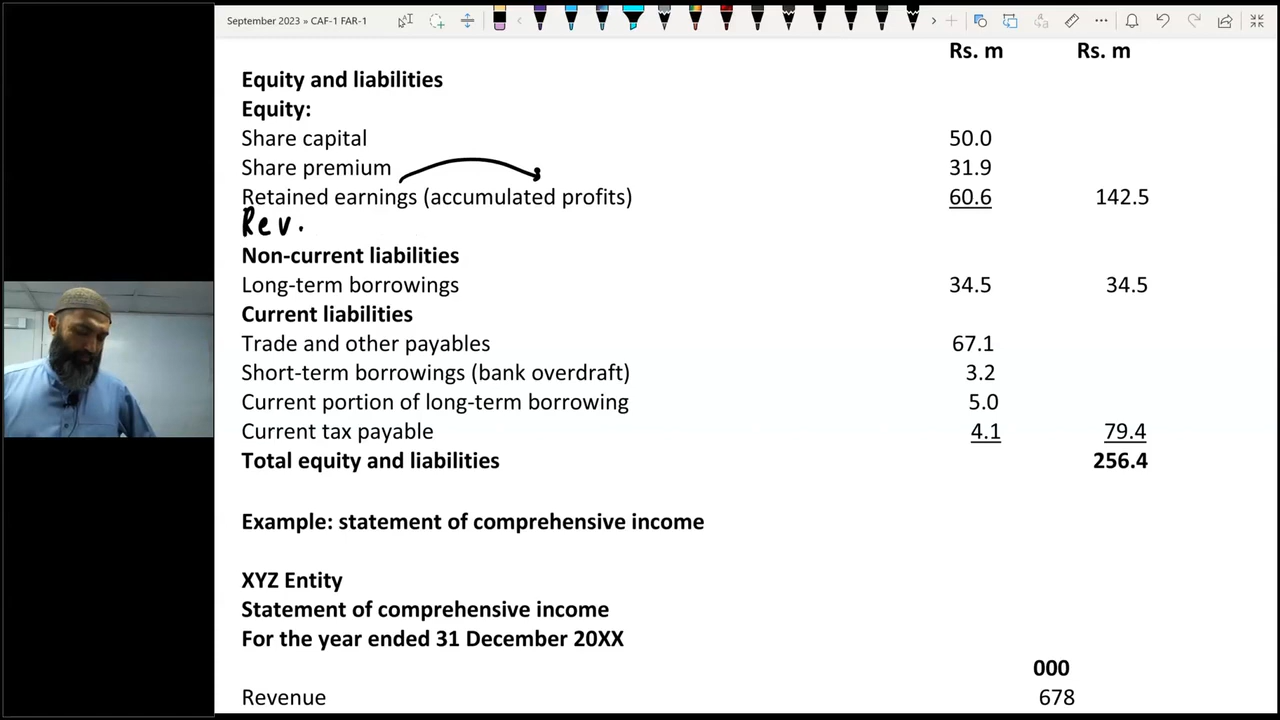 September 2023 » CAF-1 FAR-1
Rs. m Rs. m
Equity and liabilities
Equity:
Share capital 50.0
Share premium 31.9
Retained earnings (accumulated profits) 60.6 142.5
Rev.
Non-current liabilities
Long-term borrowings 34.5 34.5
Current liabilities
Trade and other payables 67.1
Short-term borrowings (bank overdraft) 3.2
Current portion of long-term borrowing 5.0
Current tax payable 4.1 79.4
Total equity and liabilities 256.4
Example: statement of comprehensive income
XYZ Entity
Statement of comprehensive income
For the year ended 31 December 20XX
000
Revenue 678